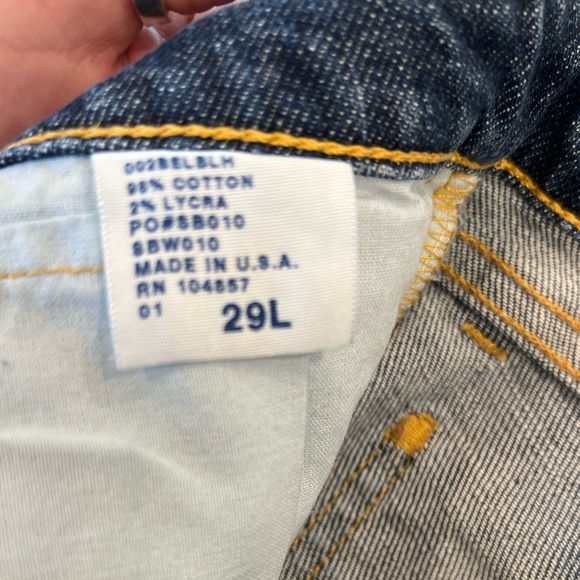 002BELBLH
98% COTTON
2% LYCRA
PO#SB010
SBW010
MADE IN U.S.A.
RN 104857
01 29L